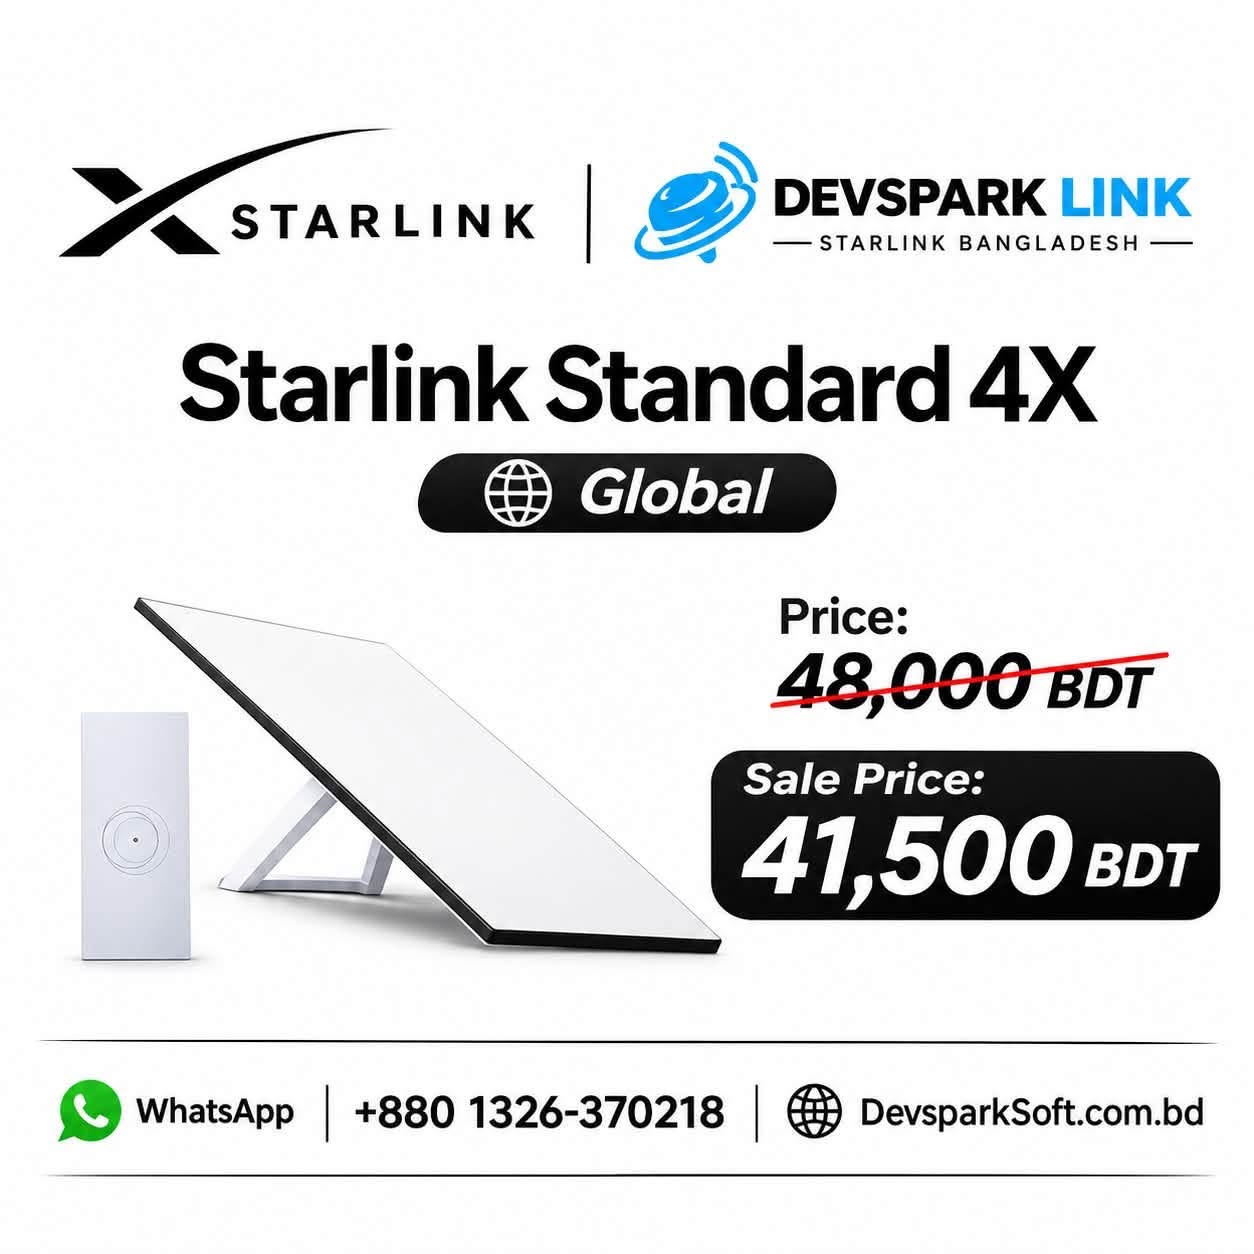 STARLINK
DEVSPARK LINK
STARLINK BANGLADESH
Starlink Standard 4X
Global
Price:
48,000 BDT
Sale Price:
41,500 BDT
WhatsApp
+880 1326-370218
DevsparkSoft.com.bd